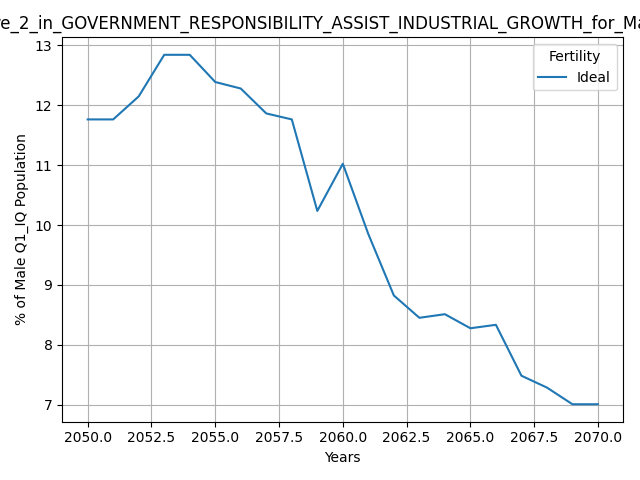 e_2_in_GOVERNMENT_RESPONSIBILITY_ASSIST_INDUSTRIAL_GROWTH_for_Ma
Fertility
Ideal
% of Male Q1_IQ Population
13
12
11
10
9
8
7
2050.0 2052.5 2055.0 2057.5 2060.0 2062.5 2065.0 2067.5 2070.0
Years